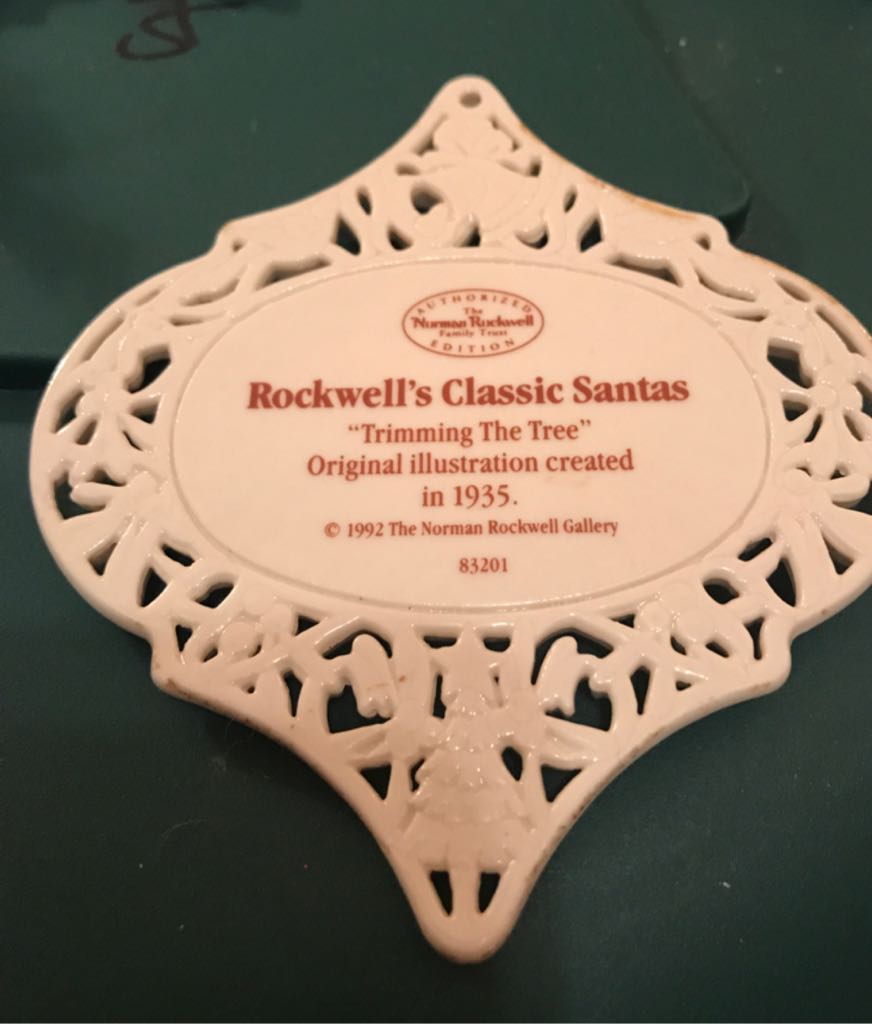 AUTHORIZED
The
Norman Rockwell
Family Trust
EDITION
Rockwell's Classic Santas
“Trimming The Tree”
Original illustration created
in 1935.
© 1992 The Norman Rockwell Gallery
83201